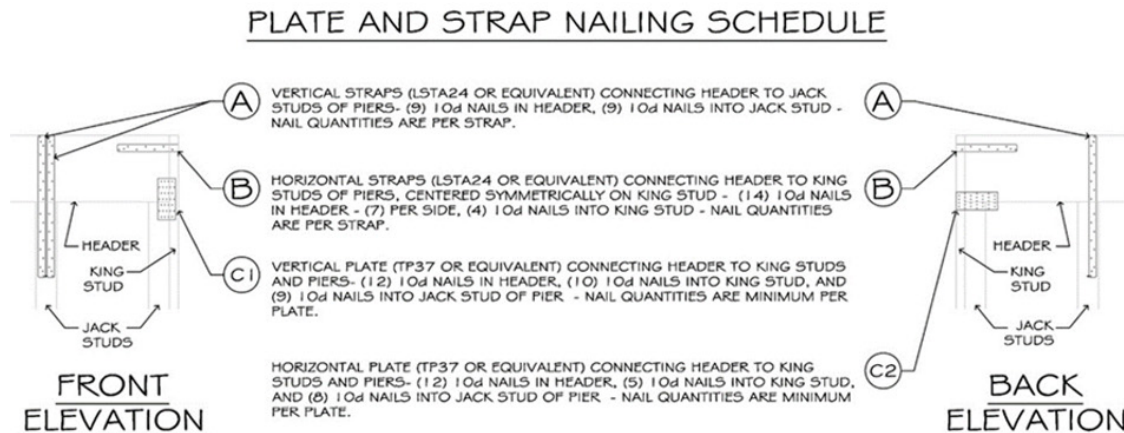 PLATE AND STRAP NAILING SCHEDULE
A
VERTICAL STRAPS (LSTA24 OR EQUIVALENT) CONNECTING HEADER TO JACK
STUDS OF PIERS- (9) 10d NAILS IN HEADER, (9) 10d NAILS INTO JACK STUD -
NAIL QUANTITIES ARE PER STRAP.
A
B
HORIZONTAL STRAPS (LSTA24 OR EQUIVALENT) CONNECTING HEADER TO KING
STUDS OF PIERS, CENTERED SYMMETRICALLY ON KING STUD - (14) 10d NAILS
IN HEADER - (7) PER SIDE, (4) 10d NAILS INTO KING STUD - NAIL QUANTITIES
ARE PER STRAP.
B
HEADER
KING
STUD
C1
VERTICAL PLATE (TP37 OR EQUIVALENT) CONNECTING HEADER TO KING STUDS
AND PIERS- (12) 10d NAILS IN HEADER, (10) 10d NAILS INTO KING STUD, AND
(9) 10d NAILS INTO JACK STUD OF PIER - NAIL QUANTITIES ARE MINIMUM PER
PLATE.
HEADER
KING
STUD
JACK
STUDS
JACK
STUDS
HORIZONTAL PLATE (TP37 OR EQUIVALENT) CONNECTING HEADER TO KING
STUDS AND PIERS- (12) 10d NAILS IN HEADER, (5) 10d NAILS INTO KING STUD,
AND (8) 10d NAILS INTO JACK STUD OF PIER - NAIL QUANTITIES ARE MINIMUM
PER PLATE.
C2
FRONT
ELEVATION
BACK
ELEVATION